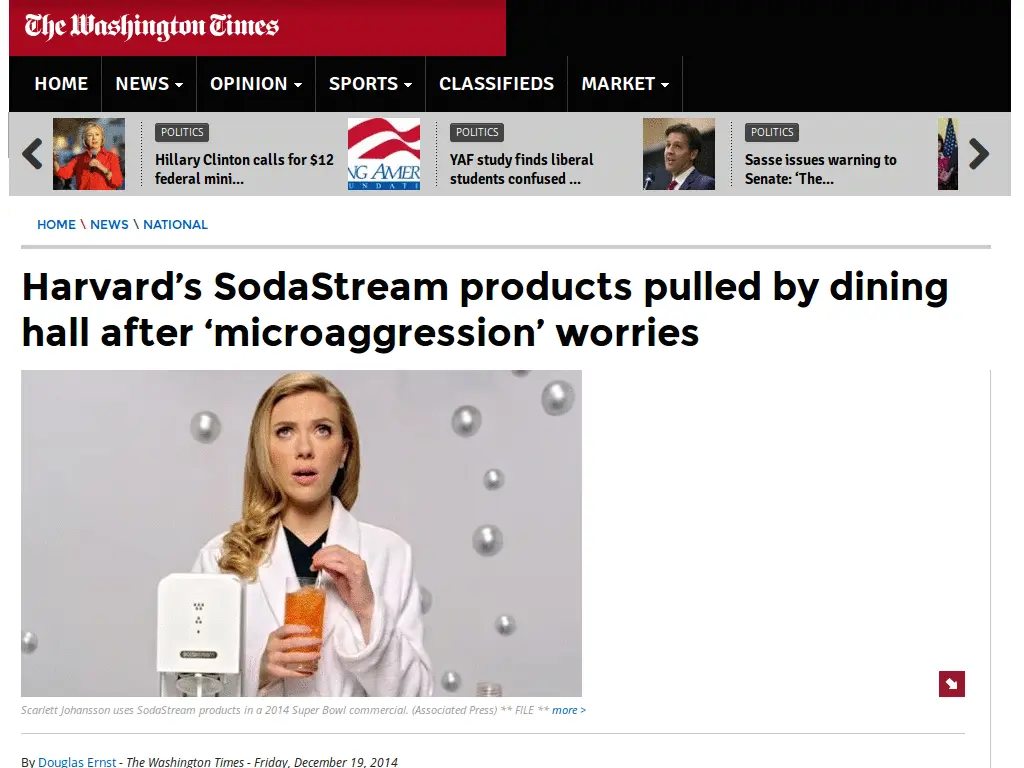 The Washington Times
HOME NEWS OPINION SPORTS CLASSIFIEDS MARKET
POLITICS
Hillary Clinton calls for $12
federal mini...
NG AMER
UNDATI
POLITICS
YAF study finds liberal
students confused ...
POLITICS
Sasse issues warning to
Senate: ‘The...
HOME \ NEWS \ NATIONAL
Harvard’s SodaStream products pulled by dining
hall after ‘microaggression’ worries
sodastream
Scarlett Johansson uses SodaStream products in a 2014 Super Bowl commercial. (Associated Press) ** FILE ** more >
By Douglas Ernst - The Washington Times - Friday, December 19, 2014